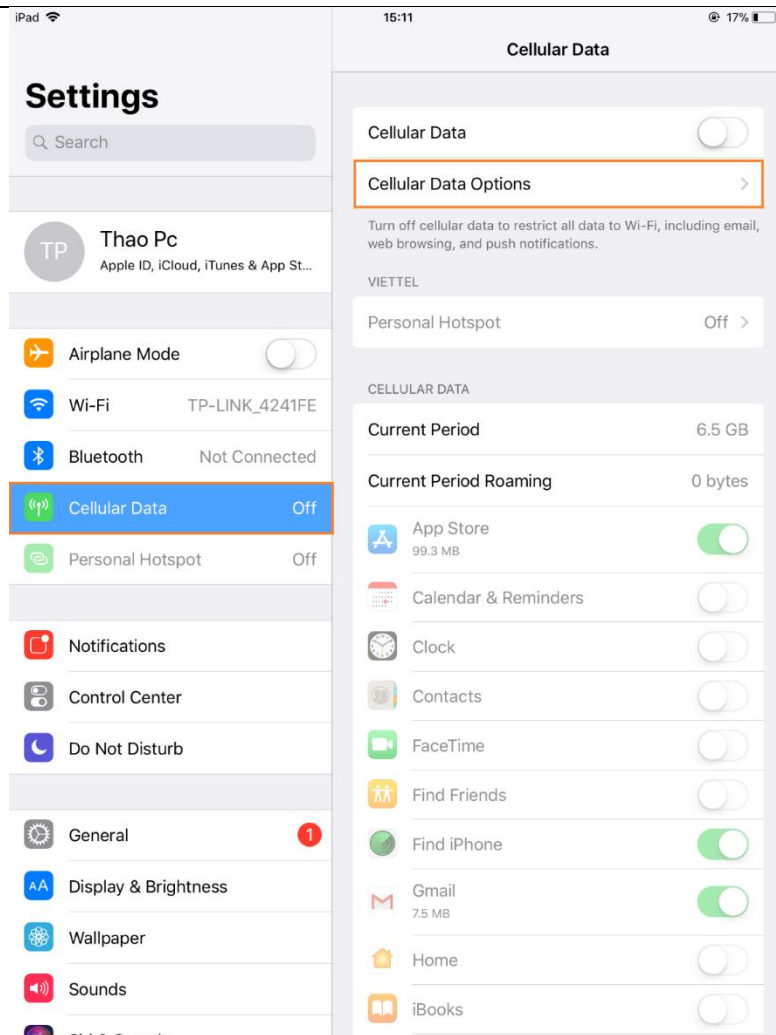 iPad
15:11
17%
Settings
Search
TP
Thao Pc
Apple ID, iCloud, iTunes & App St...
Airplane Mode
Wi-Fi TP-LINK_4241FE
Bluetooth Not Connected
Cellular Data Off
Personal Hotspot Off
Notifications
Control Center
Do Not Disturb
General 1
AA Display & Brightness
Wallpaper
Sounds
Cellular Data
Cellular Data
Cellular Data Options
Turn off cellular data to restrict all data to Wi-Fi, including email,
web browsing, and push notifications.
VIETTEL
Personal Hotspot Off
CELLULAR DATA
Current Period 6.5 GB
Current Period Roaming 0 bytes
App Store
99.3 MB
Calendar & Reminders
Clock
Contacts
FaceTime
Find Friends
Find iPhone
Gmail
7.5 MB
Home
iBooks